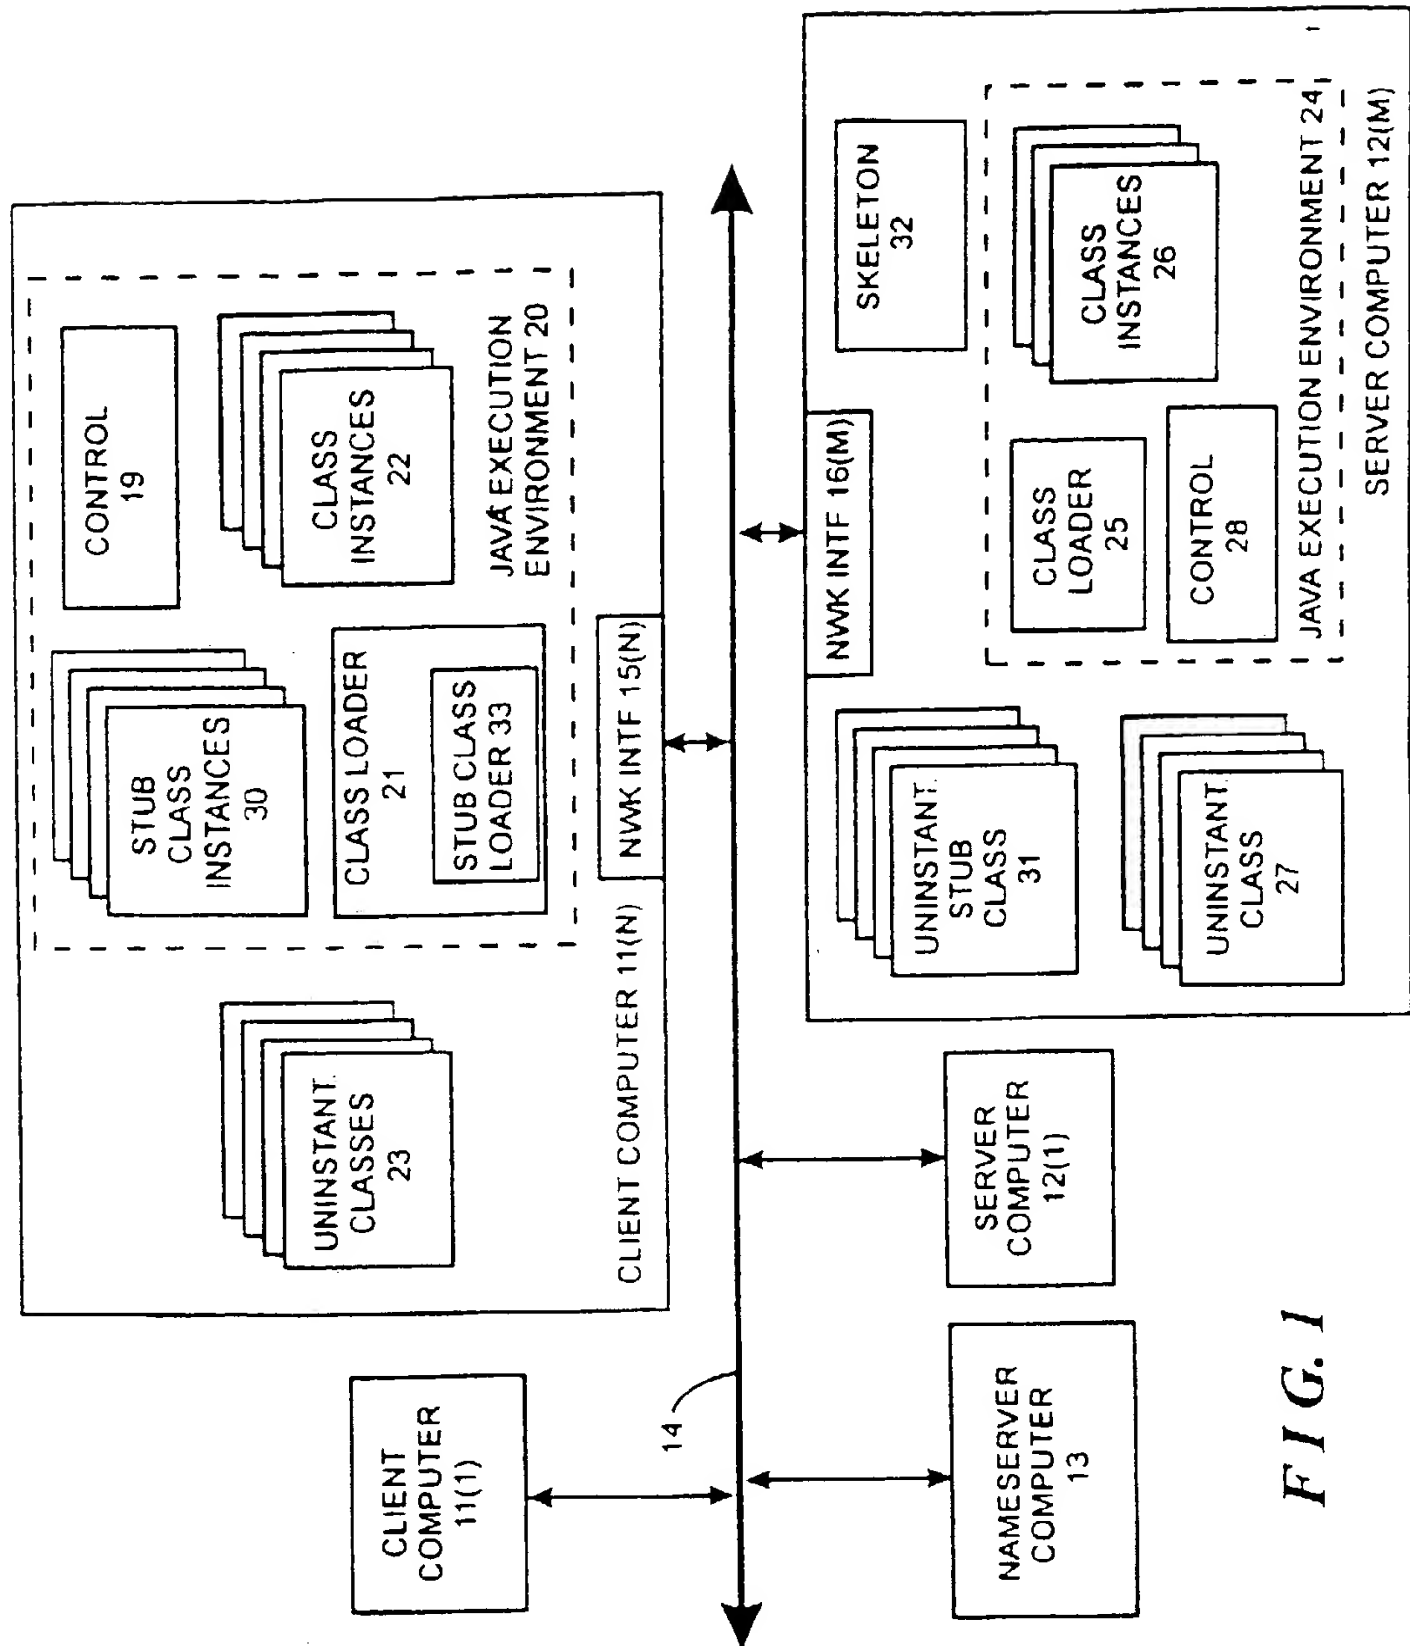 CLIENT
COMPUTER
11(1)
UNINSTANT.
CLASSES
23
STUB
CLASS
INSTANCES
30
CONTROL
19
CLASS LOADER
21
STUB CLASS
LOADER 33
CLASS
INSTANCES
22
JAVA EXECUTION
ENVIRONMENT 20
CLIENT COMPUTER 11(N)
NWK INTF 15(N)
14
NWK INTF 16(M)
NAMESERVER
COMPUTER
13
SERVER
COMPUTER
12(1)
UNINSTANT.
STUB
CLASS
31
SKELETON
32
CLASS
LOADER
25
CLASS
INSTANCES
26
UNINSTANT.
CLASS
27
CONTROL
28
JAVA EXECUTION ENVIRONMENT 24
SERVER COMPUTER 12(M)
FIG. 1